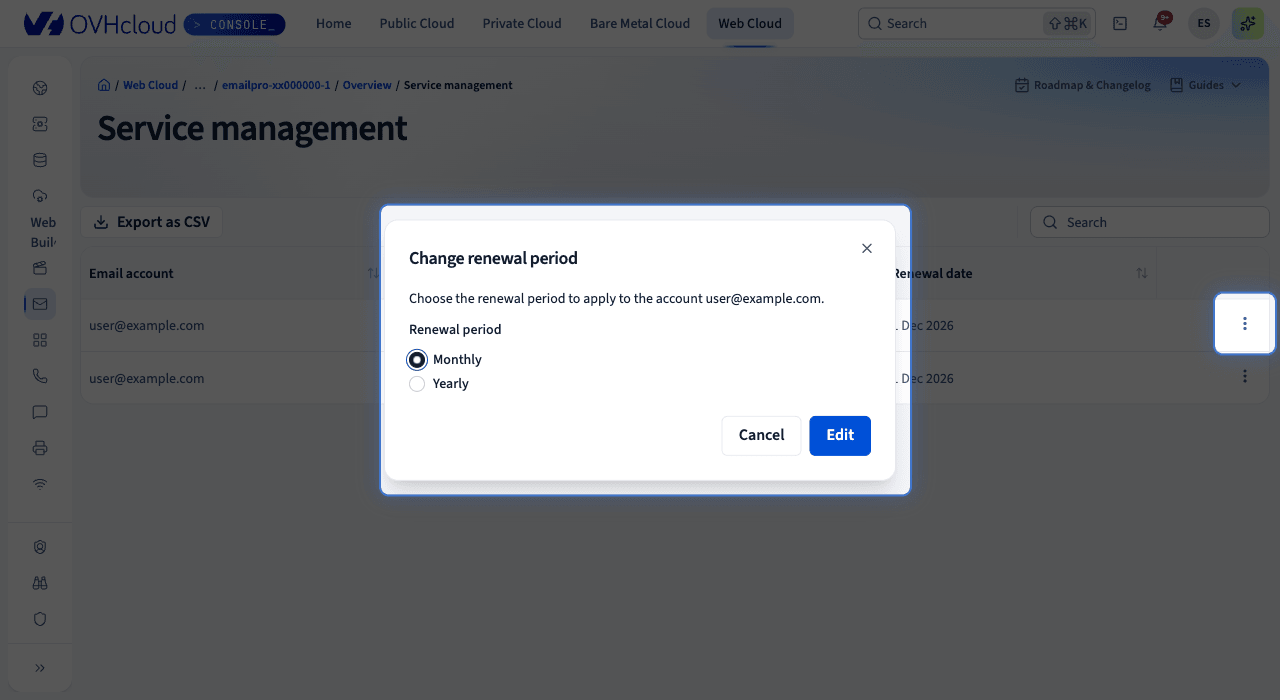 OVHcloud > CONSOLE_ Home Public Cloud Private Cloud Bare Metal Cloud Web Cloud Search ⇧⌘K 9+ ES
/ Web Cloud / ... / emailpro-xx000000-1 / Overview / Service management Roadmap & Changelog Guides
Service management
Web
Export as CSV Search
Email account Renewal date
user@example.com Dec 2026
user@example.com Dec 2026
Change renewal period
Choose the renewal period to apply to the account user@example.com.
Renewal period
Monthly
Yearly
Cancel Edit